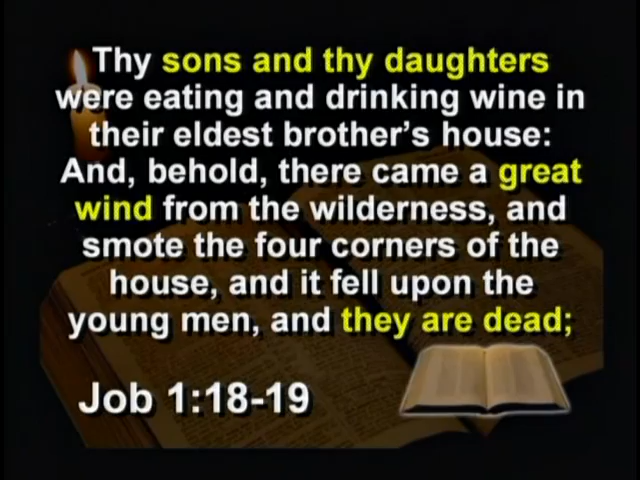 Thy sons and thy daughters
were eating and drinking wine in
their eldest brother's house:
And, behold, there came a great
wind from the wilderness, and
smote the four corners of the
house, and it fell upon the
young men, and they are dead;
Job 1:18-19